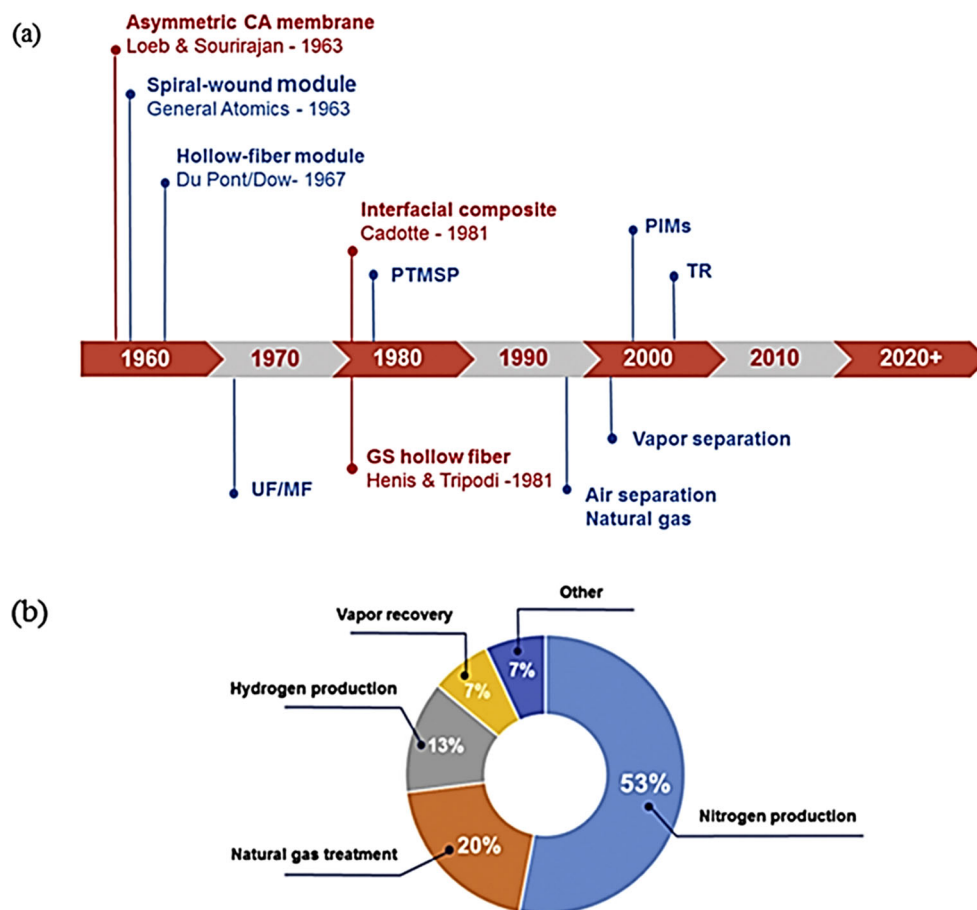 (a)
Asymmetric CA membrane
Loeb & Sourirajan - 1963
Spiral-wound module
General Atomics - 1963
Hollow-fiber module
Du Pont/Dow- 1967
Interfacial composite
Cadotte - 1981
PTMSP
PIMs
TR
1960
1970
1980
1990
2000
2010
2020+
UF/MF
GS hollow fiber
Henis & Tripodi -1981
Vapor separation
Air separation
Natural gas
(b)
Other
Vapor recovery
Hydrogen production
7%
7%
13%
53%
Nitrogen production
Natural gas treatment
20%